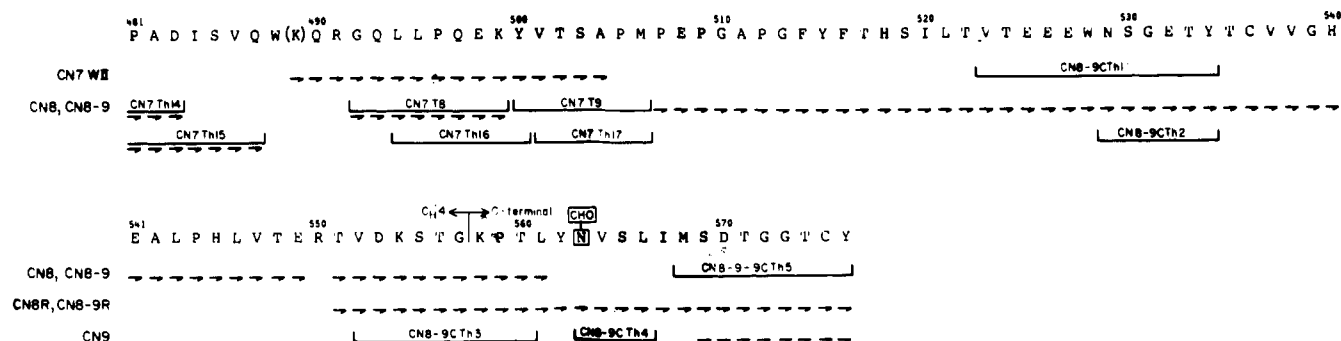 481 490 500 510 520 530 540
P A D I S V Q W (K) Q R G Q L L P Q E K Y V T S A P M P E P G A P G F Y F T H S I L T V T E E E W N S G E T Y T C V V G H
CN7 WII CN8-9CTh1
CN8, CN8-9 CN7 Th14 CN7 T8 CN7 T9
CN7 Th15 CN7 Th16 CN7 Th17 CN8-9CTh2
CH4 C-terminal CHO
541 550 560 570
E A L P H L V T E R T V D K S T G K P T L Y N V S L I M S D T G G T C Y
CN8, CN8-9 CN8-9-9CTh5
CN8R, CN8-9R
CN9 CN8-9CTh3 CN8-9CTh4